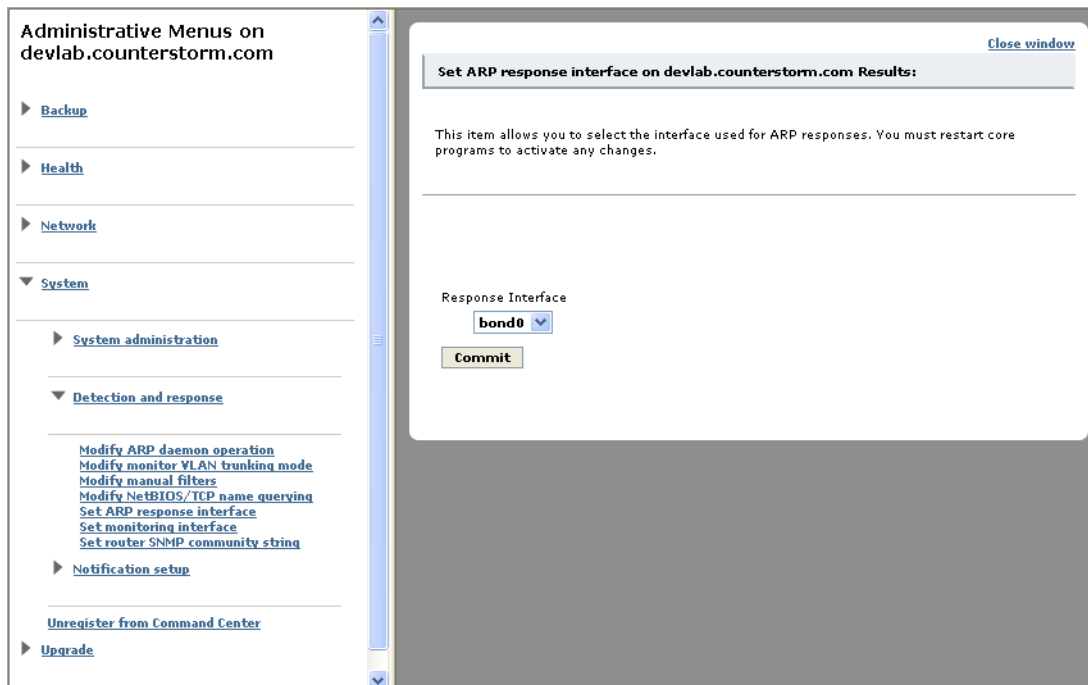 Administrative Menus on
devlab.counterstorm.com
Backup
Health
Network
System
System administration
Detection and response
Modify ARP daemon operation
Modify monitor VLAN trunking mode
Modify manual filters
Modify NetBIOS/TCP name querying
Set ARP response interface
Set monitoring interface
Set router SNMP community string
Notification setup
Unregister from Command Center
Upgrade
Close window
Set ARP response interface on devlab.counterstorm.com Results:
This item allows you to select the interface used for ARP responses. You must restart core
programs to activate any changes.
Response Interface
bond0
Commit